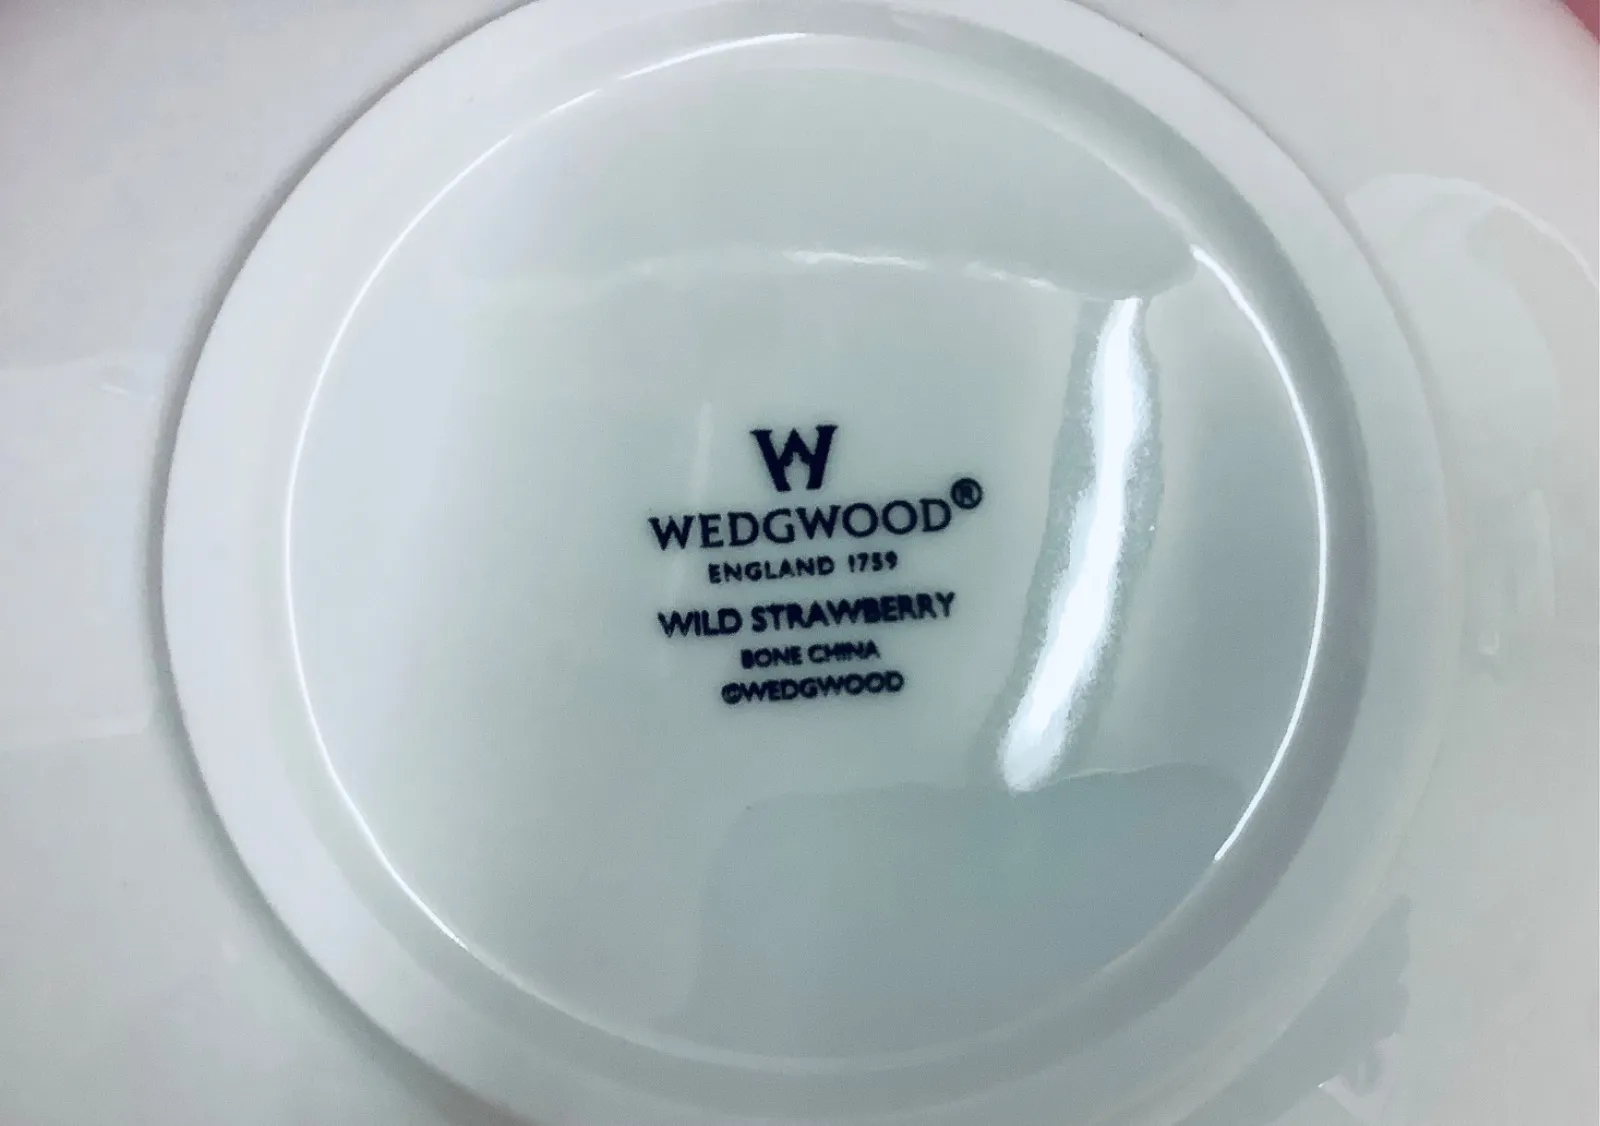 W
WEDGWOOD®
ENGLAND 1759
WILD STRAWBERRY
BONE CHINA
©WEDGWOOD